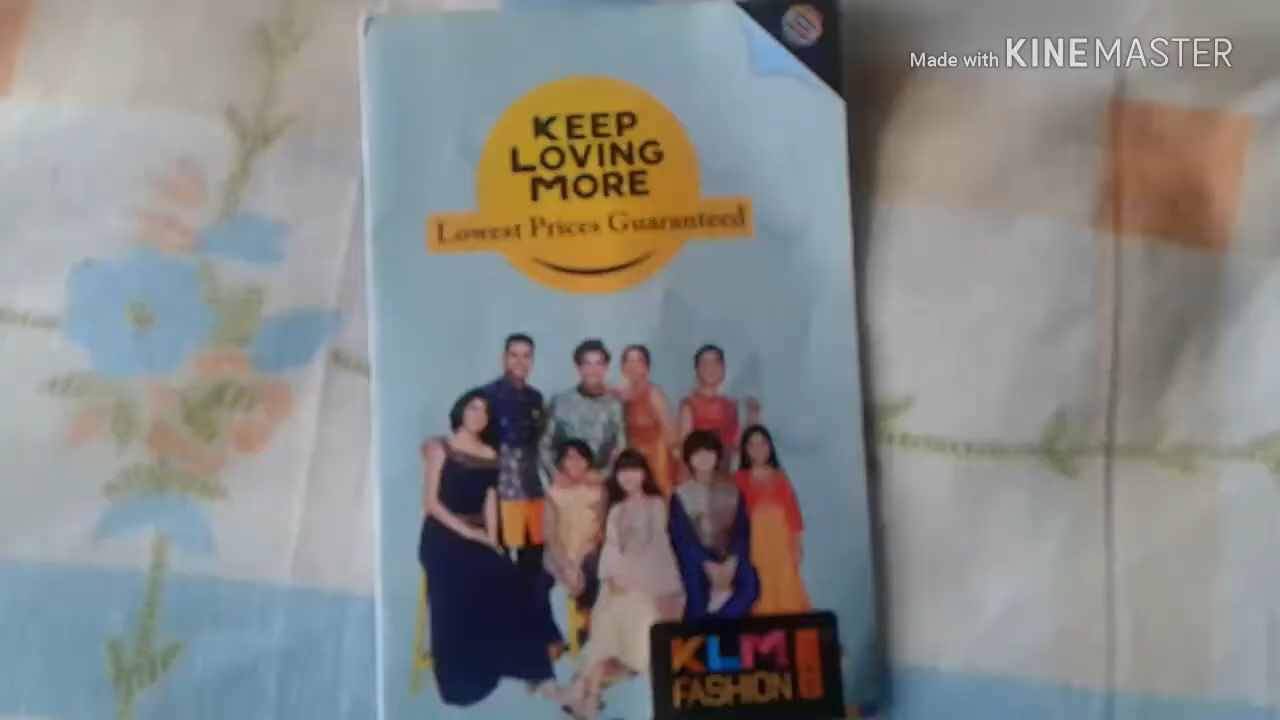 Made with KINEMASTER
KEEP
LOVING
MORE
Lowest Prices Guaranteed
KLM
FASHION